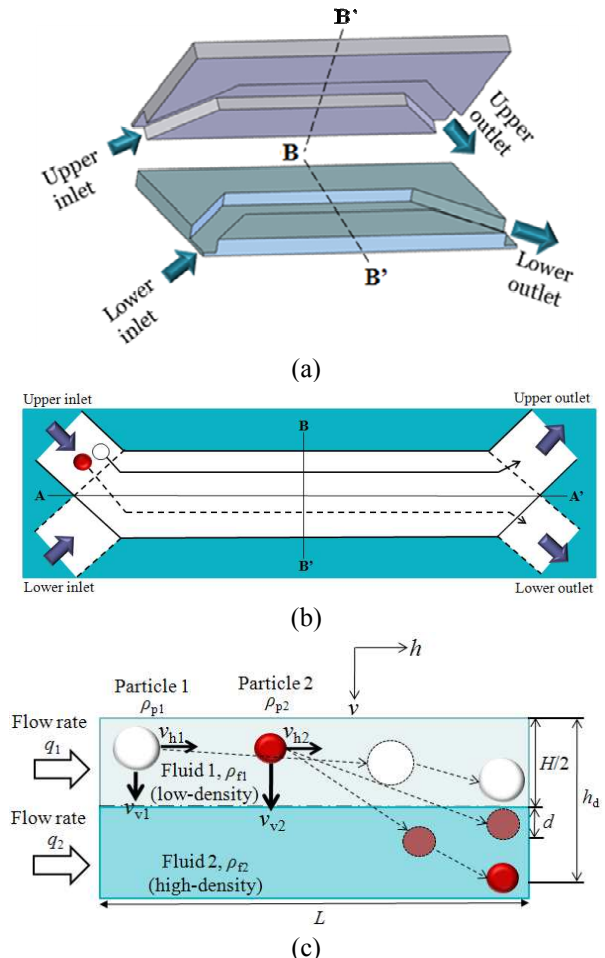 B'
Upper
inlet
B
Upper
outlet
Lower
inlet
B'
Lower
outlet
(a)
Upper inlet
Upper outlet
B
A
A'
B'
Lower inlet
Lower outlet
(b)
h
v
Particle 1
ρp1
Particle 2
ρp2
Flow rate
q1
vh1
vh2
Fluid 1, ρf1
(low-density)
vv1
vv2
H/2
hd
d
Flow rate
q2
Fluid 2, ρf2
(high-density)
L
(c)